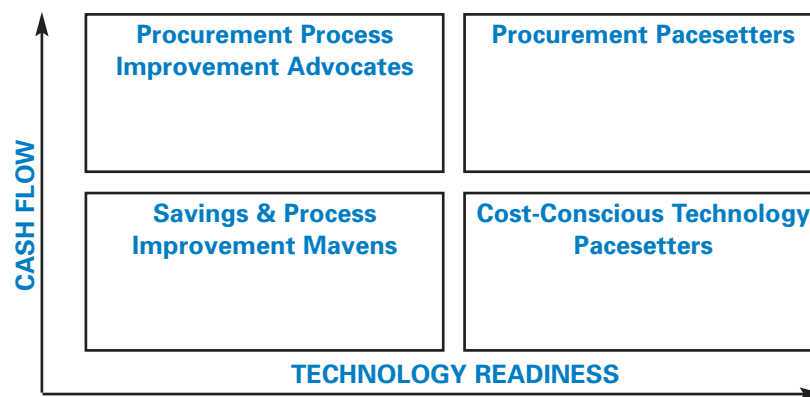 Procurement Process
Improvement Advocates
Procurement Pacesetters
Savings & Process
Improvement Mavens
Cost-Conscious Technology
Pacesetters
CASH FLOW
TECHNOLOGY READINESS